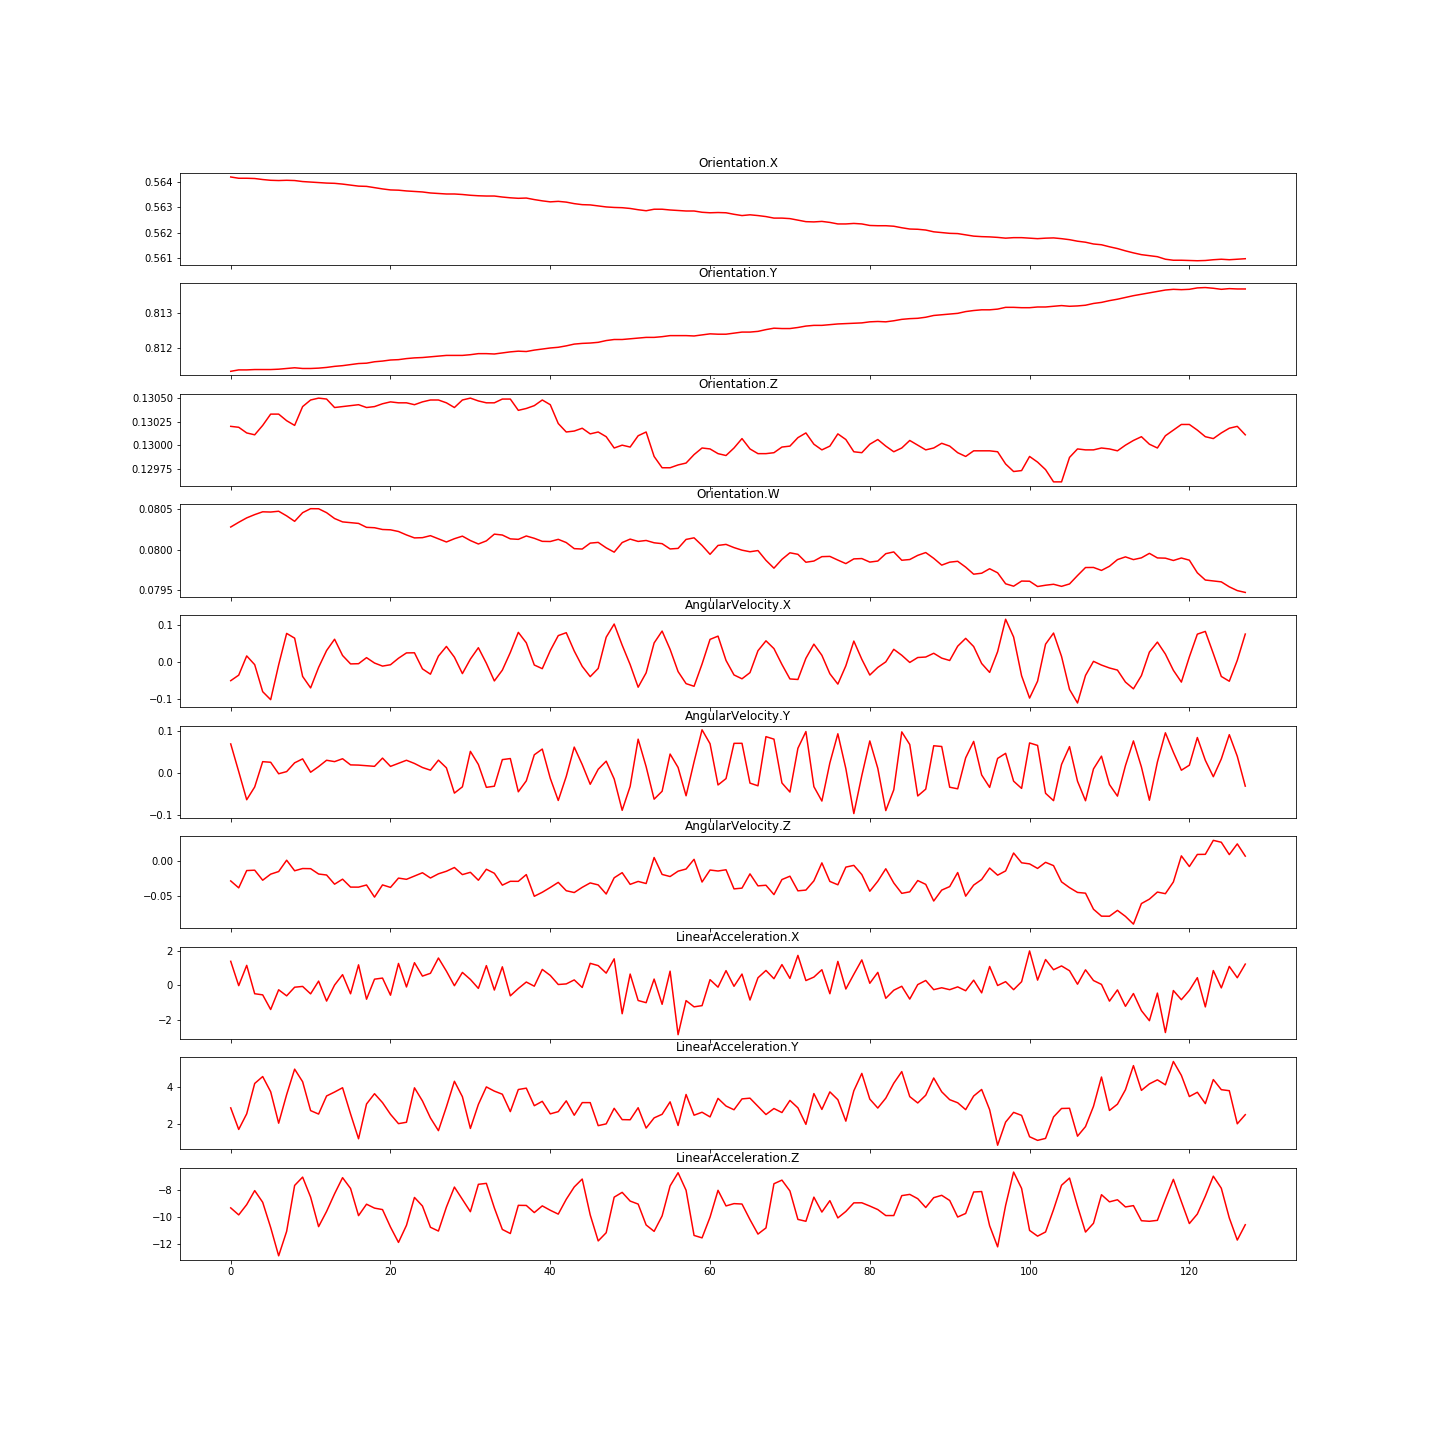 Orientation.X
0.564
0.563
0.562
0.561
Orientation.Y
0.813
0.812
Orientation.Z
0.13050
0.13025
0.13000
0.12975
Orientation.W
0.0805
0.0800
0.0795
AngularVelocity.X
0.1
0.0
−0.1
AngularVelocity.Y
0.1
0.0
−0.1
AngularVelocity.Z
0.00
−0.05
LinearAcceleration.X
2
0
−2
LinearAcceleration.Y
4
2
LinearAcceleration.Z
−8
−10
−12
0 20 40 60 80 100 120